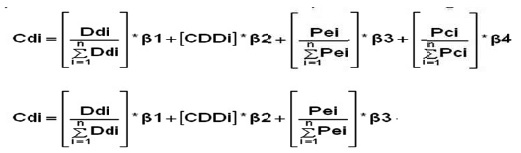 Cdi = [ Ddi / n ∑ i=1 Ddi ] * β1 + [CDDi] * β2 + [ Pei / n ∑ i=1 Pei ] * β3 + [ Pci / n ∑ i=1 Pci ] * β4
Cdi = [ Ddi / n ∑ i=1 Ddi ] * β1 + [CDDi] * β2 + [ Pei / n ∑ i=1 Pei ] * β3